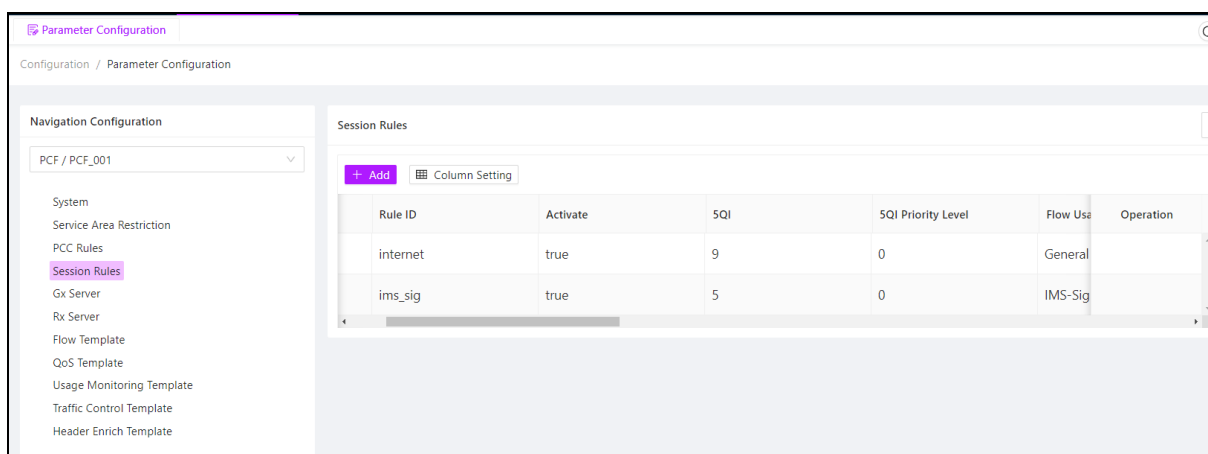 Parameter Configuration
Configuration / Parameter Configuration
Navigation Configuration
PCF / PCF_001
System
Service Area Restriction
PCC Rules
Session Rules
Gx Server
Rx Server
Flow Template
QoS Template
Usage Monitoring Template
Traffic Control Template
Header Enrich Template
Session Rules
+ Add Column Setting
Rule ID Activate 5QI 5QI Priority Level Flow Usa Operation
internet true 9 0 General
ims_sig true 5 0 IMS-Sig